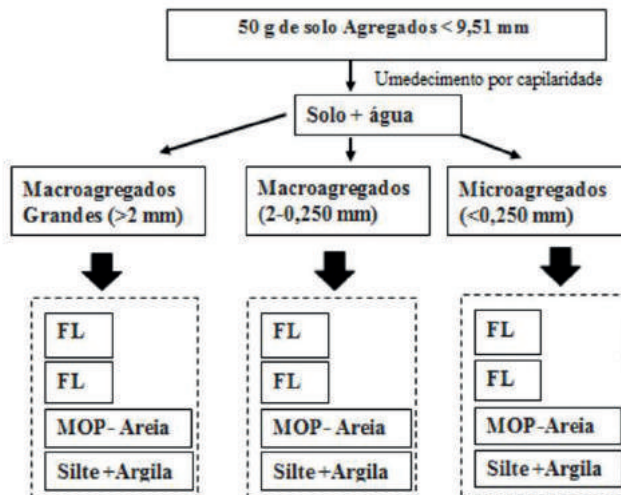 50 g de solo Agregados < 9,51 mm
Umedecimento por capilaridade
Solo + água
Macroagregados
Grandes (>2 mm)
Macroagregados
(2-0,250 mm)
Microagregados
(<0,250 mm)
FL
FL
MOP- Areia
Silte +Argila
FL
FL
MOP- Areia
Silte +Argila
FL
FL
MOP-Areia
Silte +Argila